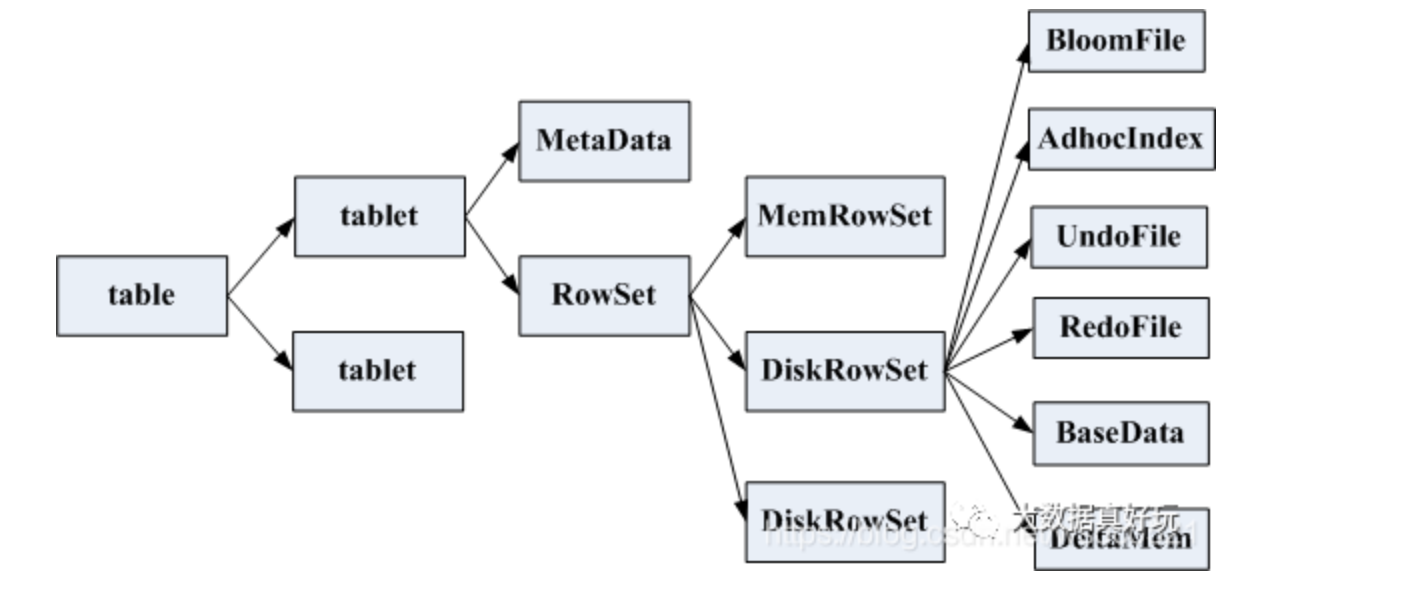 BloomFile
MetaData
AdhocIndex
tablet
MemRowSet
UndoFile
table
RowSet
RedoFile
tablet
DiskRowSet
BaseData
DiskRowSet
大数据真好玩
https://blog.csdn.net
DeltaMem